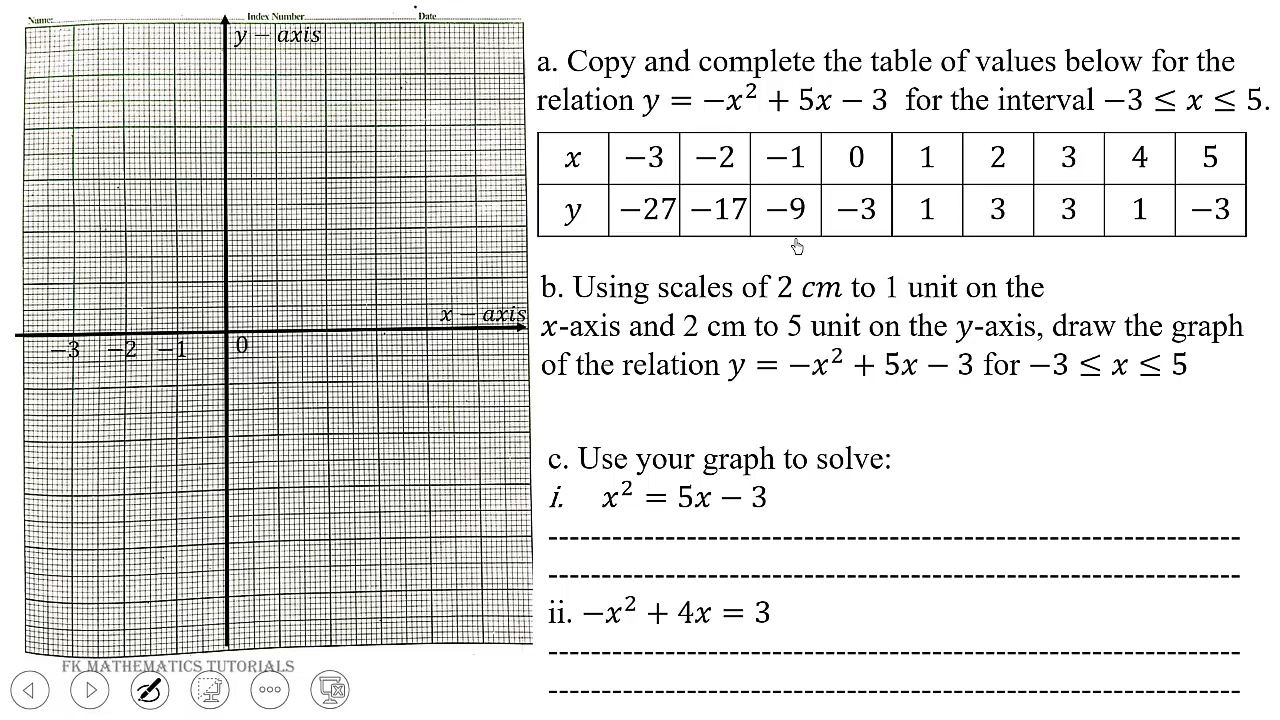 Name: Index Number Date
y – axis
x – axis
−3 −2 −1 0
FK MATHEMATICS TUTORIALS
a. Copy and complete the table of values below for the
relation y = −x² + 5x − 3 for the interval −3 ≤ x ≤ 5.
x −3 −2 −1 0 1 2 3 4 5
y −27 −17 −9 −3 1 3 3 1 −3
b. Using scales of 2 cm to 1 unit on the
x-axis and 2 cm to 5 unit on the y-axis, draw the graph
of the relation y = −x² + 5x − 3 for −3 ≤ x ≤ 5
c. Use your graph to solve:
i. x² = 5x − 3
ii. −x² + 4x = 3